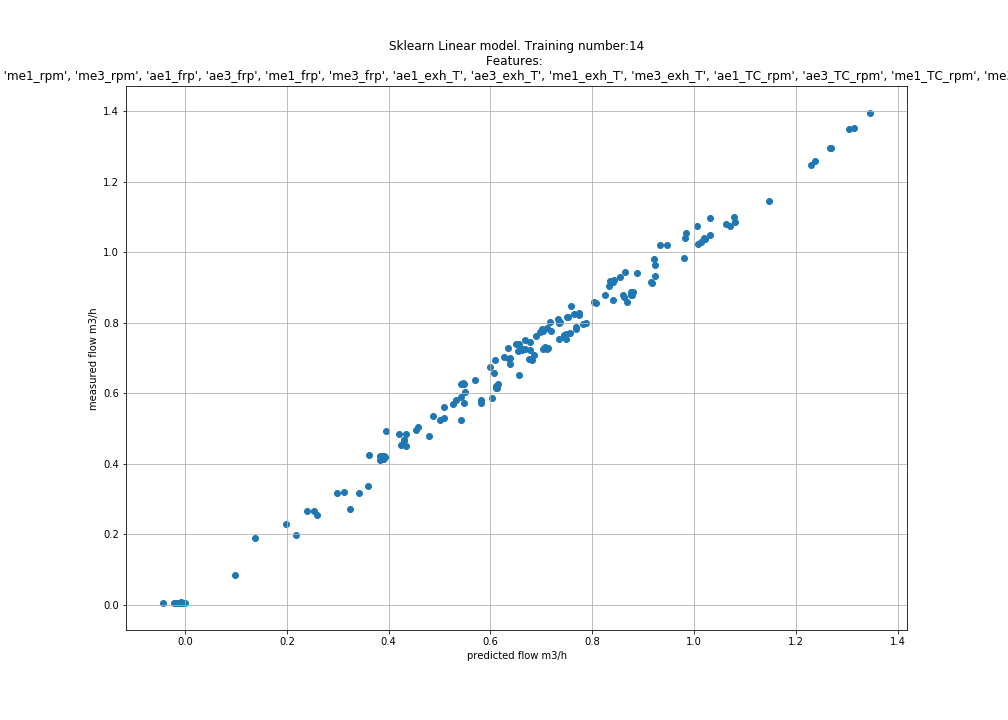 Sklearn Linear model. Training number:14
Features:
'me1_rpm', 'me3_rpm', 'ae1_frp', 'ae3_frp', 'me1_frp', 'me3_frp', 'ae1_exh_T', 'ae3_exh_T', 'me1_exh_T', 'me3_exh_T', 'ae1_TC_rpm', 'ae3_TC_rpm', 'me1_TC_rpm', 'me
1.4
1.2
1.0
0.8
0.6
0.4
0.2
0.0
measured flow m3/h
0.0 0.2 0.4 0.6 0.8 1.0 1.2 1.4
predicted flow m3/h